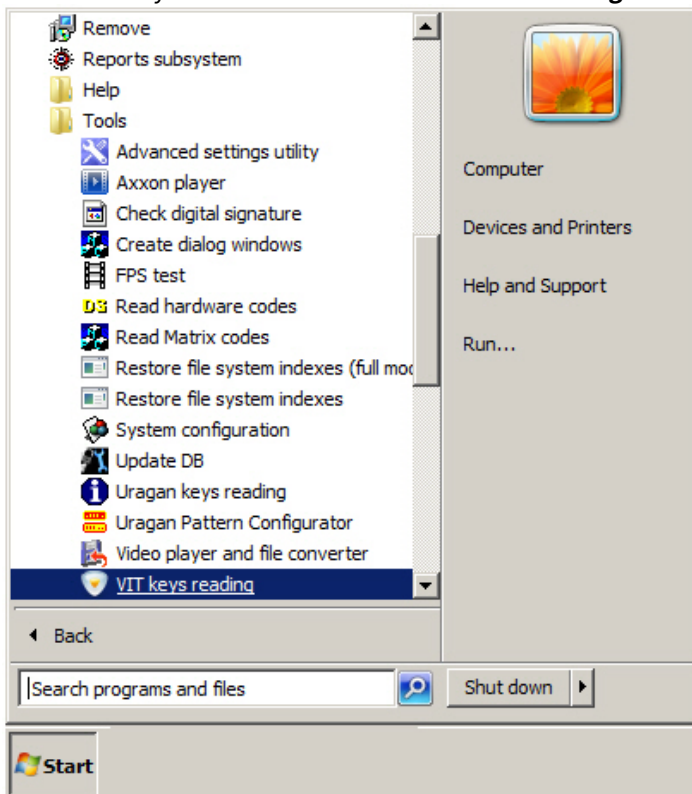 Remove
Reports subsystem
Help
Tools
Advanced settings utility
Axxon player
Check digital signature
Create dialog windows
FPS test
Read hardware codes
Read Matrix codes
Restore file system indexes (full mod
Restore file system indexes
System configuration
Update DB
Uragan keys reading
Uragan Pattern Configurator
Video player and file converter
VIT keys reading
Back
Search programs and files
Computer
Devices and Printers
Help and Support
Run...
Shut down
Start